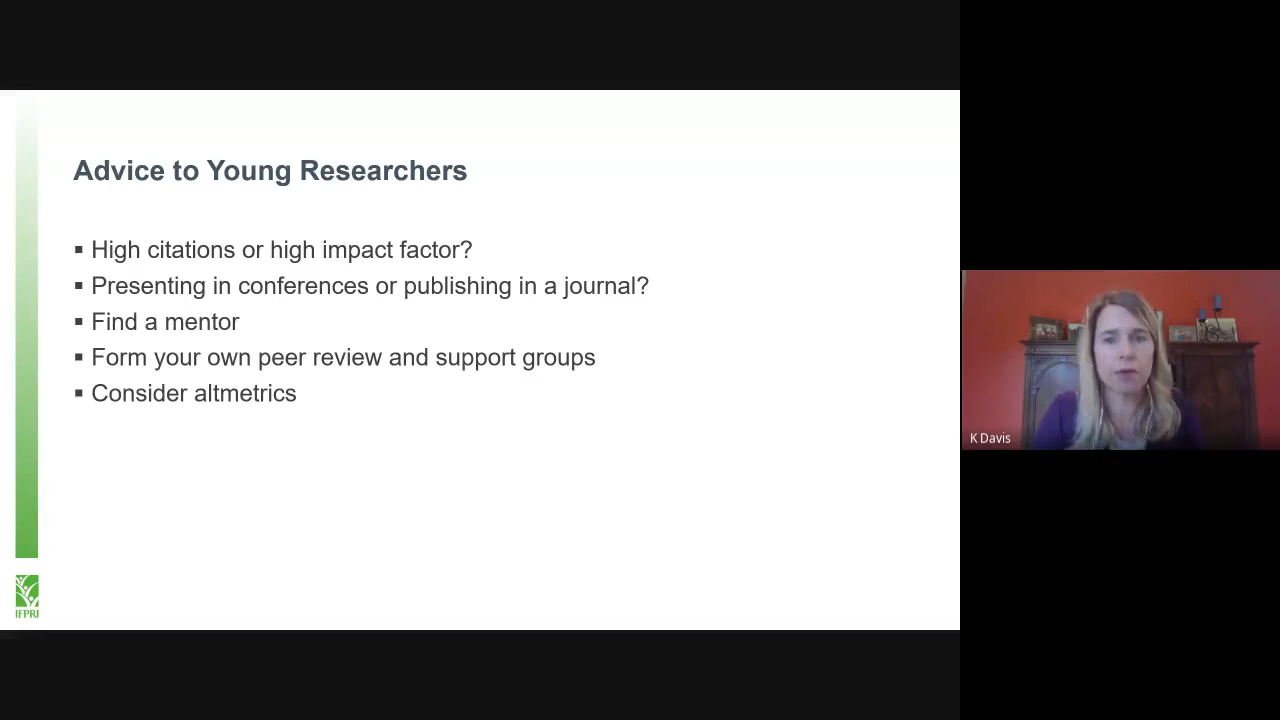 Advice to Young Researchers
▪ High citations or high impact factor?
▪ Presenting in conferences or publishing in a journal?
▪ Find a mentor
▪ Form your own peer review and support groups
▪ Consider altmetrics
IFPRI
K Davis